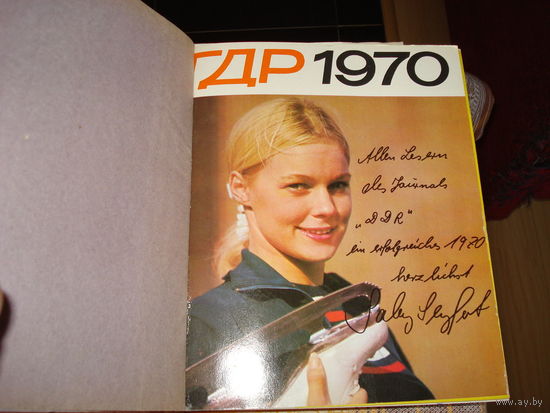 ГДР 1970
Allen Lesern
des Journals
„DDR"
ein erfolgreiches 1970
herzlichst
Gaby Seyfert
www.ay.by